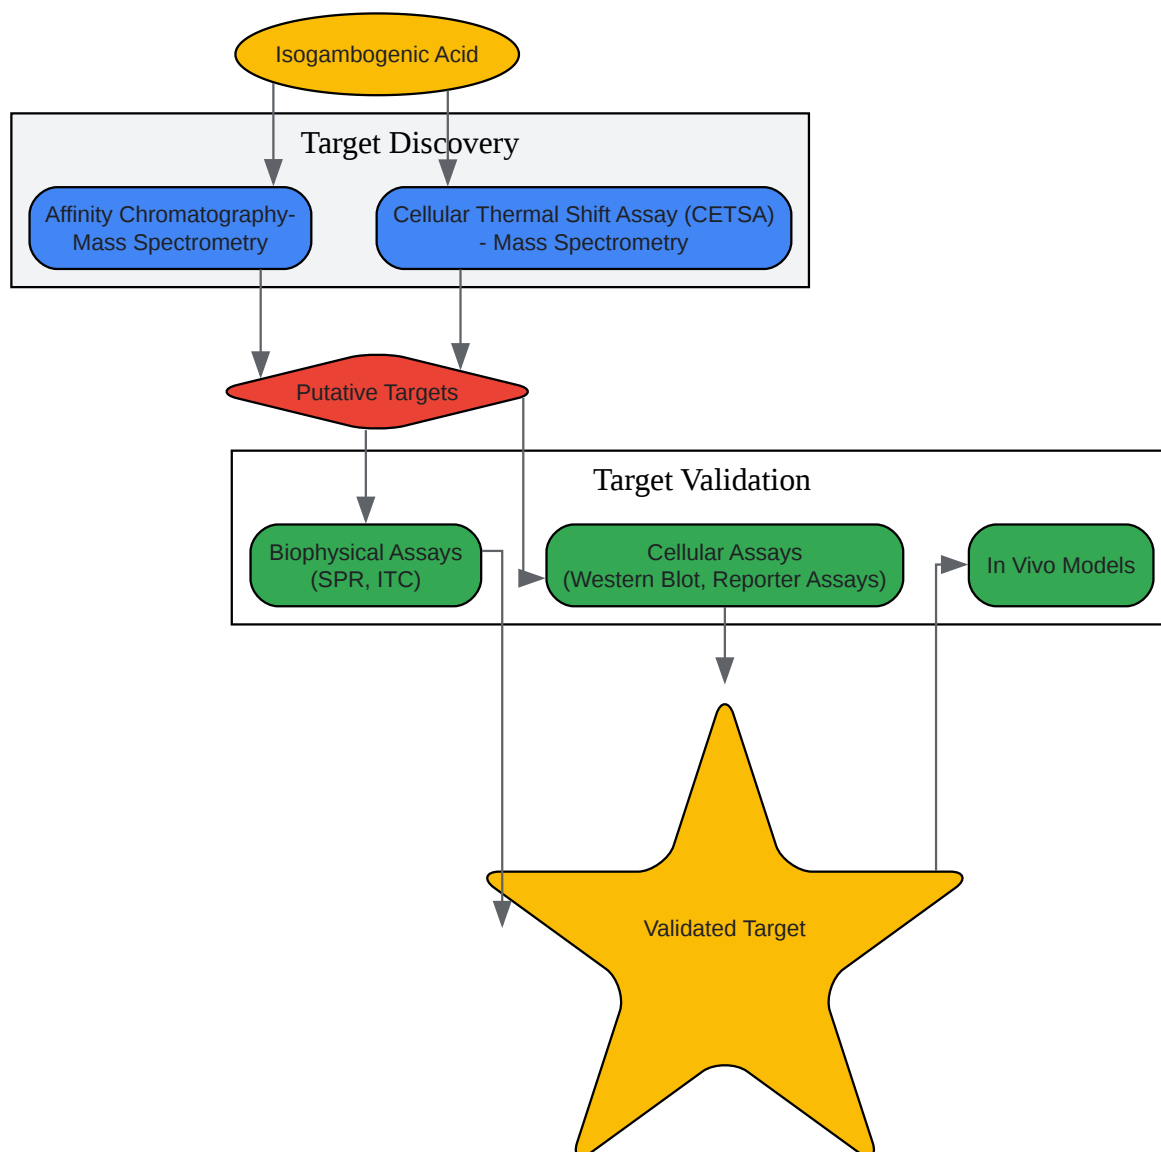 Isogambogenic Acid
Target Discovery
Affinity Chromatography-
Mass Spectrometry
Cellular Thermal Shift Assay (CETSA)
- Mass Spectrometry
Putative Targets
Target Validation
Biophysical Assays
(SPR, ITC)
Cellular Assays
(Western Blot, Reporter Assays)
In Vivo Models
Validated Target